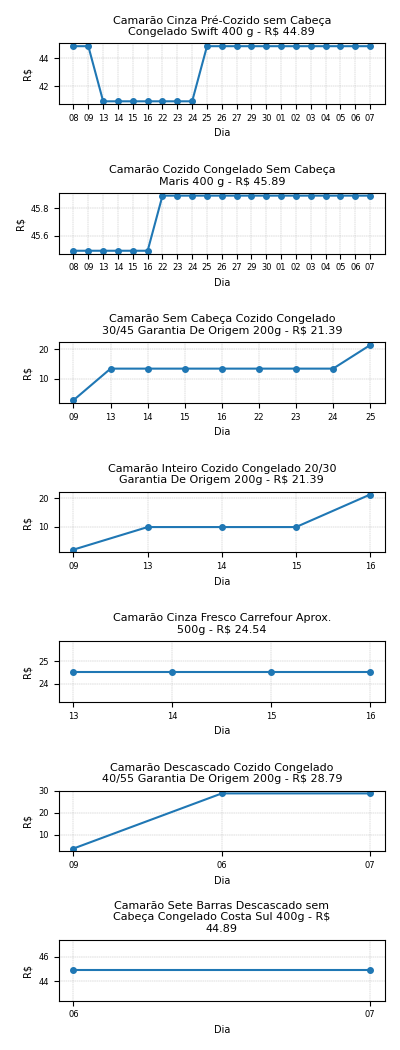 Camarão Cinza Pré-Cozido sem Cabeça
Congelado Swift 400 g - R$ 44.89
44
42
R$
08 09 13 14 15 16 22 23 24 25 26 27 29 30 01 02 03 04 05 06 07
Dia
Camarão Cozido Congelado Sem Cabeça
Maris 400 g - R$ 45.89
45.8
45.6
R$
08 09 13 14 15 16 22 23 24 25 26 27 29 30 01 02 03 04 05 06 07
Dia
Camarão Sem Cabeça Cozido Congelado
30/45 Garantia De Origem 200g - R$ 21.39
20
10
R$
09 13 14 15 16 22 23 24 25
Dia
Camarão Inteiro Cozido Congelado 20/30
Garantia De Origem 200g - R$ 21.39
20
10
R$
09 13 14 15 16
Dia
Camarão Cinza Fresco Carrefour Aprox.
500g - R$ 24.54
25
24
R$
13 14 15 16
Dia
Camarão Descascado Cozido Congelado
40/55 Garantia De Origem 200g - R$ 28.79
30
20
10
R$
09 06 07
Dia
Camarão Sete Barras Descascado sem
Cabeça Congelado Costa Sul 400g - R$
44.89
46
44
R$
06 07
Dia